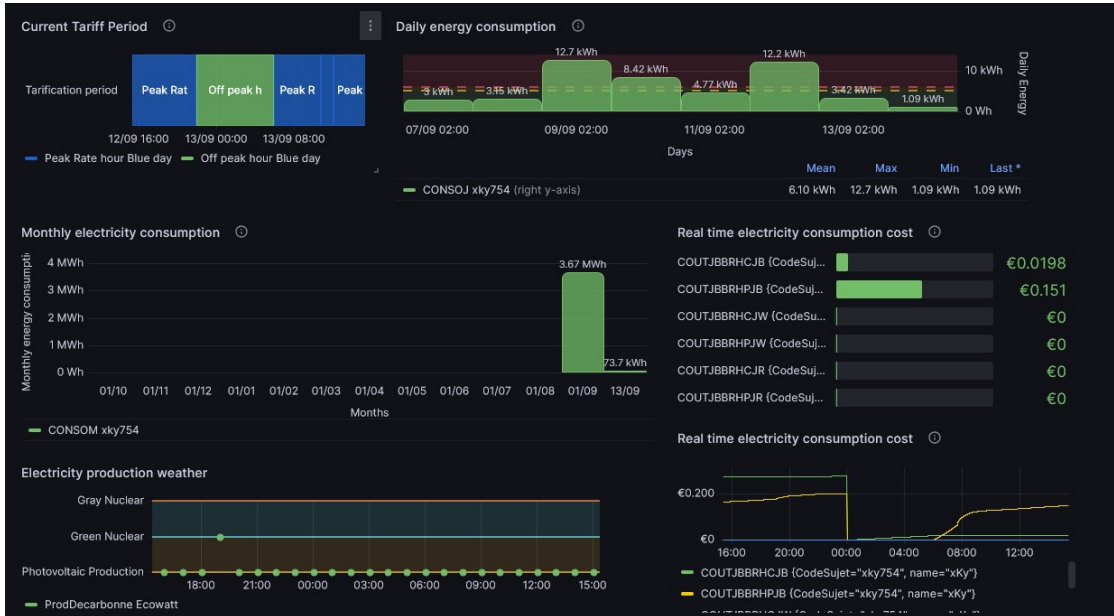 Current Tariff Period
Daily energy consumption
Tarification period
Peak Rat
Off peak h
Peak R
Peak
12/09 16:00
13/09 00:00
13/09 08:00
Peak Rate hour Blue day
Off peak hour Blue day
3 kWh
3.15 kWh
12.7 kWh
8.42 kWh
4.77 kWh
12.2 kWh
3.42 kWh
1.09 kWh
10 kWh
0 Wh
Daily Energy
07/09 02:00
09/09 02:00
11/09 02:00
13/09 02:00
Days
Mean Max Min Last *
CONSOJ xky754 (right y-axis) 6.10 kWh 12.7 kWh 1.09 kWh 1.09 kWh
Monthly electricity consumption
Monthly energy consumpti
4 MWh
3 MWh
2 MWh
1 MWh
0 Wh
3.67 MWh
73.7 kWh
01/10 01/11 01/12 01/01 01/02 01/03 01/04 01/05 01/06 01/07 01/08 01/09 13/09
Months
CONSOM xky754
Real time electricity consumption cost
COUTJBBRHCJB {CodeSuj... €0.0198
COUTJBBRHPJB {CodeSuj... €0.151
COUTJBBRHCJW {CodeSu... €0
COUTJBBRHPJW {CodeSu... €0
COUTJBBRHCJR {CodeSuj... €0
COUTJBBRHPJR {CodeSuj... €0
Electricity production weather
Gray Nuclear
Green Nuclear
Photovoltaic Production
18:00 21:00 00:00 03:00 06:00 09:00 12:00 15:00
ProdDecarbonne Ecowatt
Real time electricity consumption cost
€0.200
€0
16:00 20:00 00:00 04:00 08:00 12:00
COUTJBBRHCJB {CodeSujet="xky754", name="xKy"}
COUTJBBRHPJB {CodeSujet="xky754", name="xKy"}